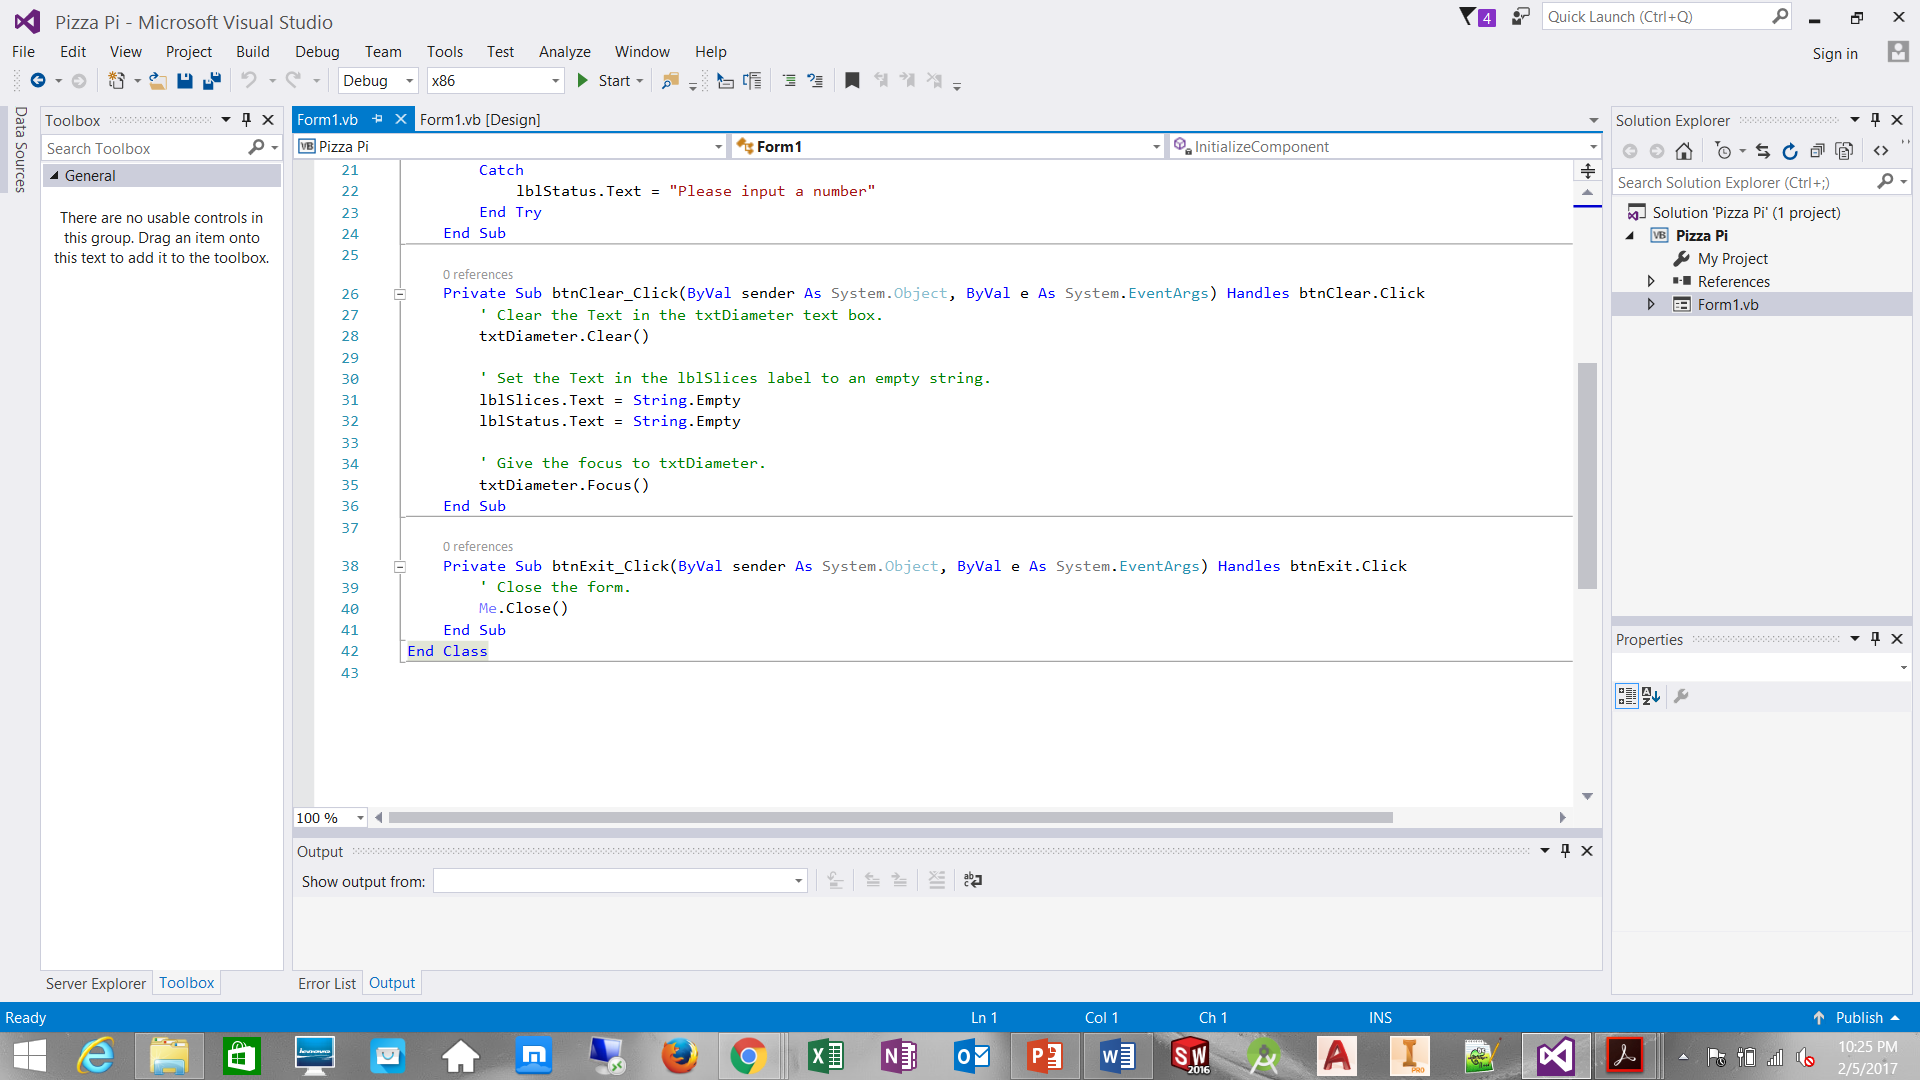 Pizza Pi - Microsoft Visual Studio
4
Quick Launch (Ctrl+Q)
File Edit View Project Build Debug Team Tools Test Analyze Window Help
Sign in
Debug x86 Start
Data Sources
Toolbox
Search Toolbox
General
There are no usable controls in
this group. Drag an item onto
this text to add it to the toolbox.
Server Explorer Toolbox
Form1.vb Form1.vb [Design]
VB Pizza Pi Form1 InitializeComponent
21 Catch
22 lblStatus.Text = "Please input a number"
23 End Try
24 End Sub
25
0 references
26 Private Sub btnClear_Click(ByVal sender As System.Object, ByVal e As System.EventArgs) Handles btnClear.Click
27 ' Clear the Text in the txtDiameter text box.
28 txtDiameter.Clear()
29
30 ' Set the Text in the lblSlices label to an empty string.
31 lblSlices.Text = String.Empty
32 lblStatus.Text = String.Empty
33
34 ' Give the focus to txtDiameter.
35 txtDiameter.Focus()
36 End Sub
37
0 references
38 Private Sub btnExit_Click(ByVal sender As System.Object, ByVal e As System.EventArgs) Handles btnExit.Click
39 ' Close the form.
40 Me.Close()
41 End Sub
42 End Class
43
100 %
Output
Show output from:
Error List Output
Solution Explorer
Search Solution Explorer (Ctrl+;)
Solution 'Pizza Pi' (1 project)
VB Pizza Pi
My Project
References
Form1.vb
Properties
Ready
Ln 1 Col 1 Ch 1 INS
Publish
SW
2016
PRO
10:25 PM
2/5/2017